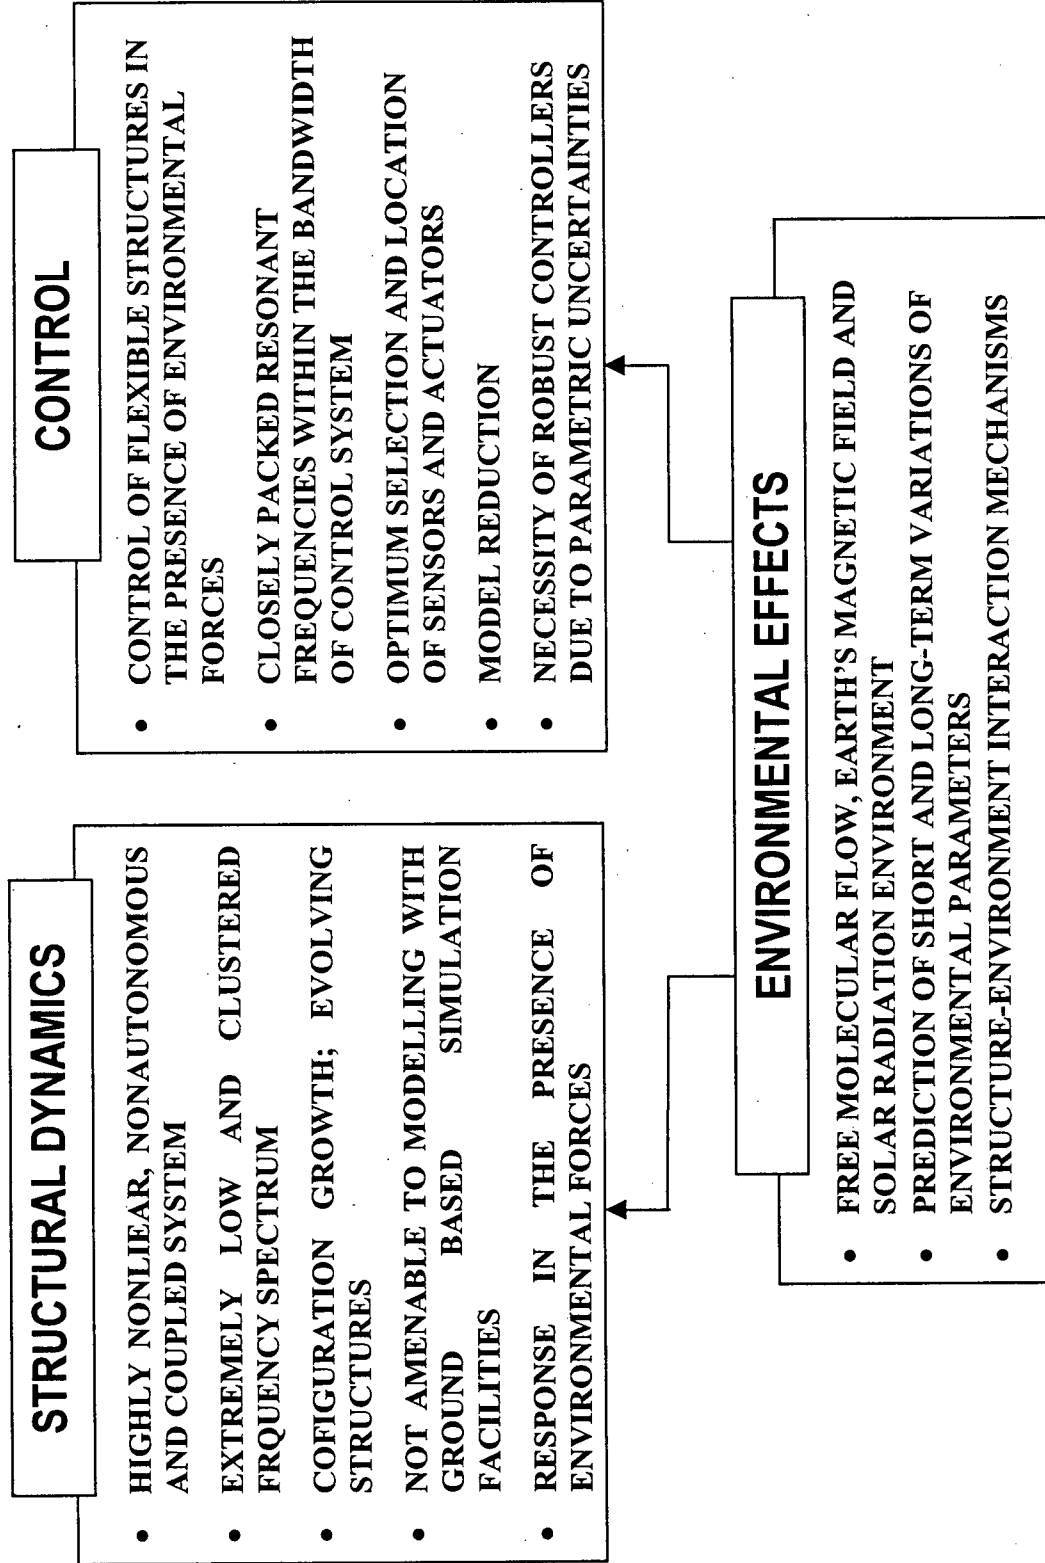 STRUCTURAL DYNAMICS
• HIGHLY NONLIEAR, NONAUTONOMOUS
AND COUPLED SYSTEM
• EXTREMELY LOW AND CLUSTERED
FRQUENCY SPECTRUM
• COFIGURATION GROWTH; EVOLVING
STRUCTURES
• NOT AMENABLE TO MODELLING WITH
GROUND BASED SIMULATION
FACILITIES
• RESPONSE IN THE PRESENCE OF
ENVIRONMENTAL FORCES
CONTROL
• CONTROL OF FLEXIBLE STRUCTURES IN
THE PRESENCE OF ENVIRONMENTAL
FORCES
• CLOSELY PACKED RESONANT
FREQUENCIES WITHIN THE BANDWIDTH
OF CONTROL SYSTEM
• OPTIMUM SELECTION AND LOCATION
OF SENSORS AND ACTUATORS
• MODEL REDUCTION
• NECESSITY OF ROBUST CONTROLLERS
DUE TO PARAMETRIC UNCERTAINTIES
ENVIRONMENTAL EFFECTS
• FREE MOLECULAR FLOW, EARTH'S MAGNETIC FIELD AND
SOLAR RADIATION ENVIRONMENT
• PREDICTION OF SHORT AND LONG-TERM VARIATIONS OF
ENVIRONMENTAL PARAMETERS
• STRUCTURE-ENVIRONMENT INTERACTION MECHANISMS